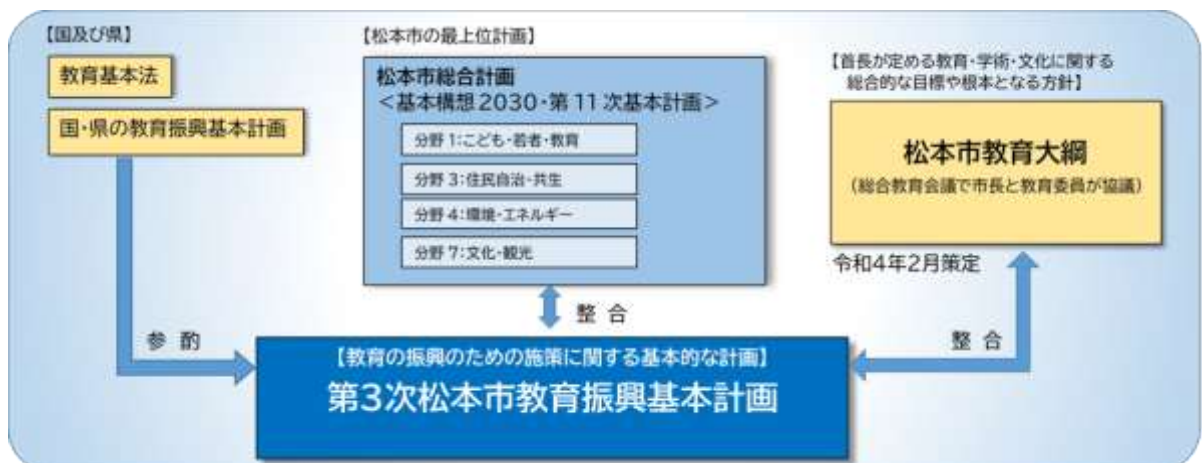 【国及び県】
教育基本法
国・県の教育振興基本計画
【松本市の最上位計画】
松本市総合計画
<基本構想2030・第11次基本計画>
分野1:こども・若者・教育
分野3:住民自治・共生
分野4:環境・エネルギー
分野7:文化・観光
【首長が定める教育・学術・文化に関する
総合的な目標や根本となる方針】
松本市教育大綱
(総合教育会議で市長と教育委員が協議)
令和4年2月策定
参酌
整合
整合
【教育の振興のための施策に関する基本的な計画】
第3次松本市教育振興基本計画